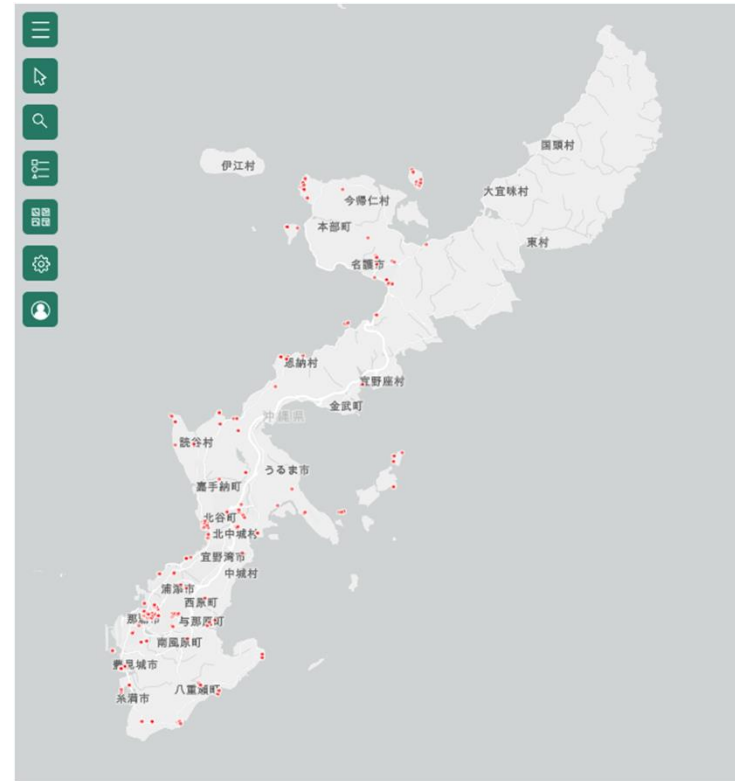 国頭村
伊江村
大宜味村
今帰仁村
本部町
東村
名護市
恩納村
宜野座村
金武町
沖縄県
読谷村
うるま市
嘉手納町
北谷町
北中城村
宜野湾市
中城村
浦添市
西原町
那覇市
与那原町
南風原町
豊見城市
八重瀬町
糸満市